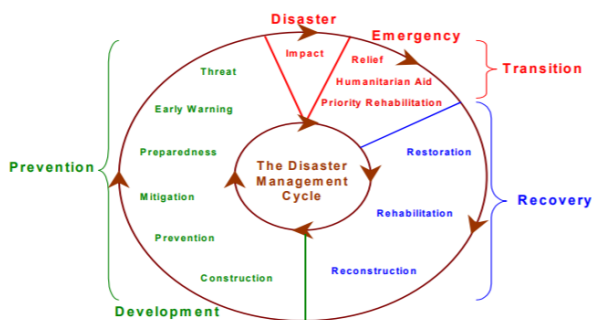 Disaster
Emergency
Impact
Relief
Humanitarian Aid
Priority Rehabilitation
Transition
Threat
Early Warning
Preparedness
Mitigation
Prevention
Construction
Prevention
Development
The Disaster
Management
Cycle
Restoration
Rehabilitation
Reconstruction
Recovery